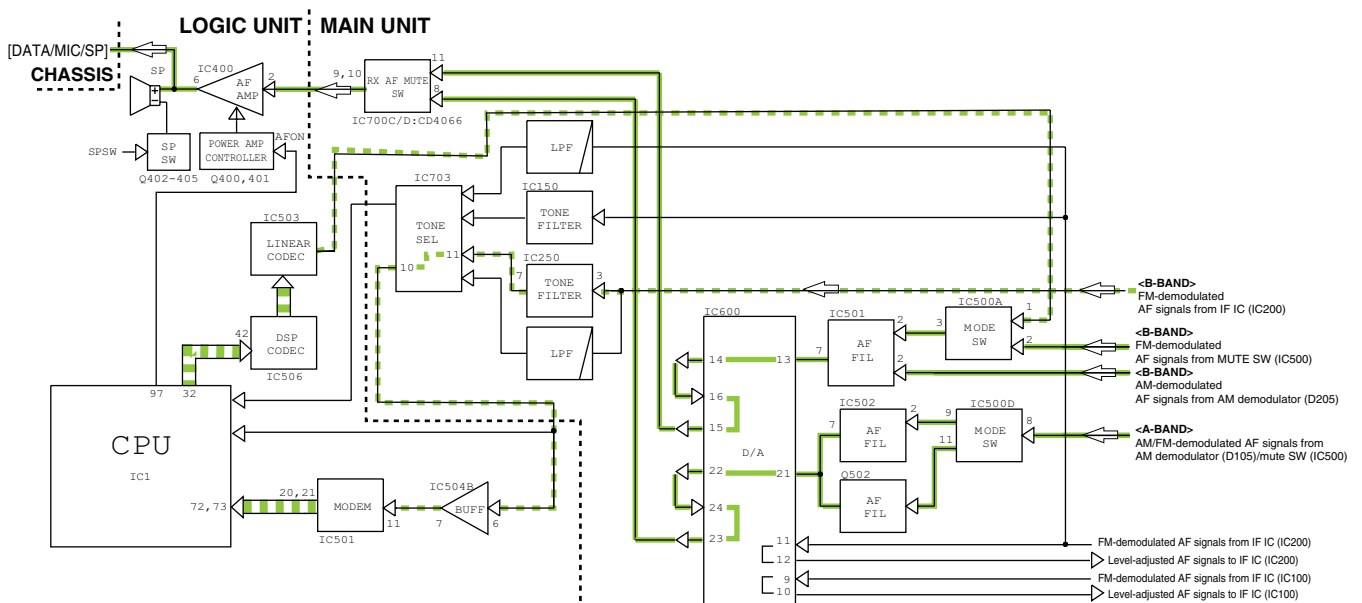 LOGIC UNIT
MAIN UNIT
[DATA/MIC/SP]
CHASSIS
SP
IC400
6
AF
AMP
2
9,10
RX AF MUTE
SW
11
8
IC700C/D:CD4066
SPSW
SP
SW
Q402-405
POWER AMP
CONTROLLER
AFON
Q400,401
LPF
IC703
TONE
SEL
10
11
IC150
TONE
FILTER
IC250
TONE
FILTER
7
3
LPF
IC503
LINEAR
CODEC
DSP
CODEC
42
IC506
97
32
CPU
IC1
72,73
20,21
MODEM
IC501
11
IC504B
BUFF
7
6
IC600
14
13
16
15
D/A
22
21
24
23
11
12
9
10
IC501
AF
FIL
7
2
2
IC500A
MODE
SW
3
1
2
IC502
AF
FIL
7
2
Q502
AF
FIL
IC500D
MODE
SW
9
11
8
<B-BAND>
FM-demodulated
AF signals from IF IC (IC200)
<B-BAND>
FM-demodulated
AF signals from MUTE SW (IC500)
<B-BAND>
AM-demodulated
AF signals from AM demodulator (D205)
<A-BAND>
AM/FM-demodulated AF signals from
AM demodulator (D105)/mute SW (IC500)
FM-demodulated AF signals from IF IC (IC200)
Level-adjusted AF signals to IF IC (IC200)
FM-demodulated AF signals from IF IC (IC100)
Level-adjusted AF signals to IF IC (IC100)